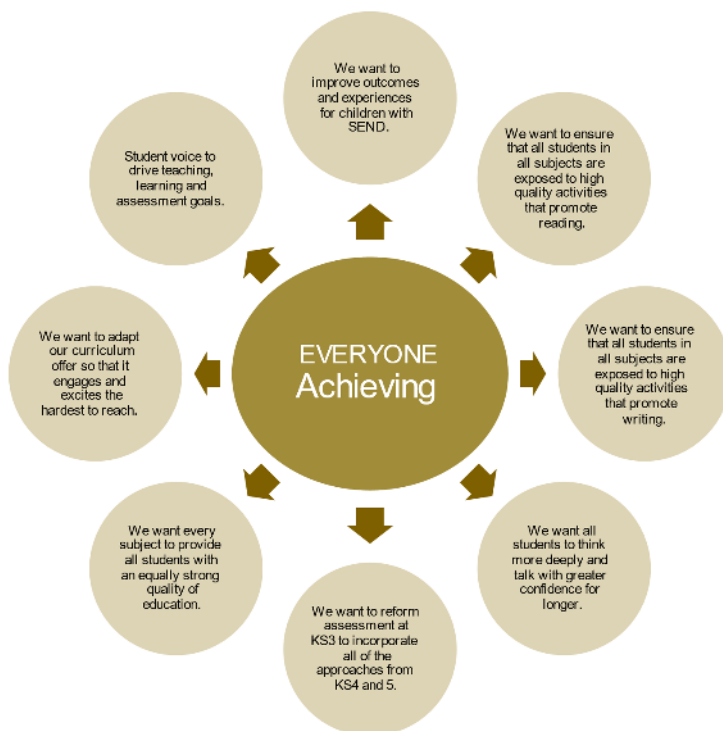 We want to
improve outcomes
and experiences
for children with
SEND.
We want to ensure
that all students in
all subjects are
exposed to high
quality activities
that promote
reading.
We want to ensure
that all students in
all subjects are
exposed to high
quality activities
that promote
writing.
We want all
students to think
more deeply and
talk with greater
confidence for
longer.
We want to reform
assessment at
KS3 to incorporate
all of the
approaches from
KS4 and 5.
We want every
subject to provide
all students with
an equally strong
quality of
education.
We want to adapt
our curriculum
offer so that it
engages and
excites the
hardest to reach.
Student voice to
drive teaching,
learning and
assessment goals.
EVERYONE
Achieving